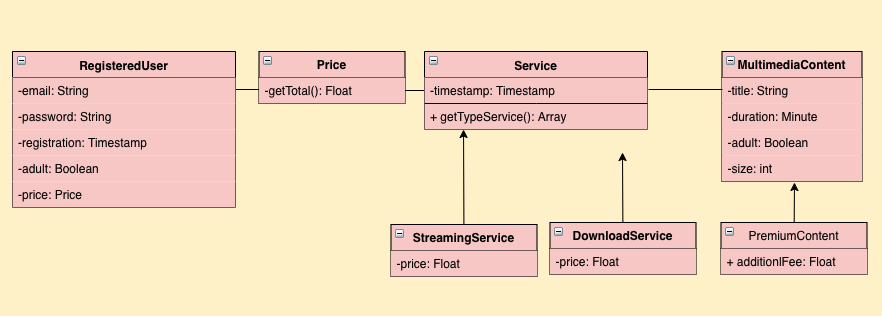 RegisteredUser
-email: String
-password: String
-registration: Timestamp
-adult: Boolean
-price: Price
Price
-getTotal(): Float
Service
-timestamp: Timestamp
+ getTypeService(): Array
MultimediaContent
-title: String
-duration: Minute
-adult: Boolean
-size: int
StreamingService
-price: Float
DownloadService
-price: Float
PremiumContent
+ additionlFee: Float